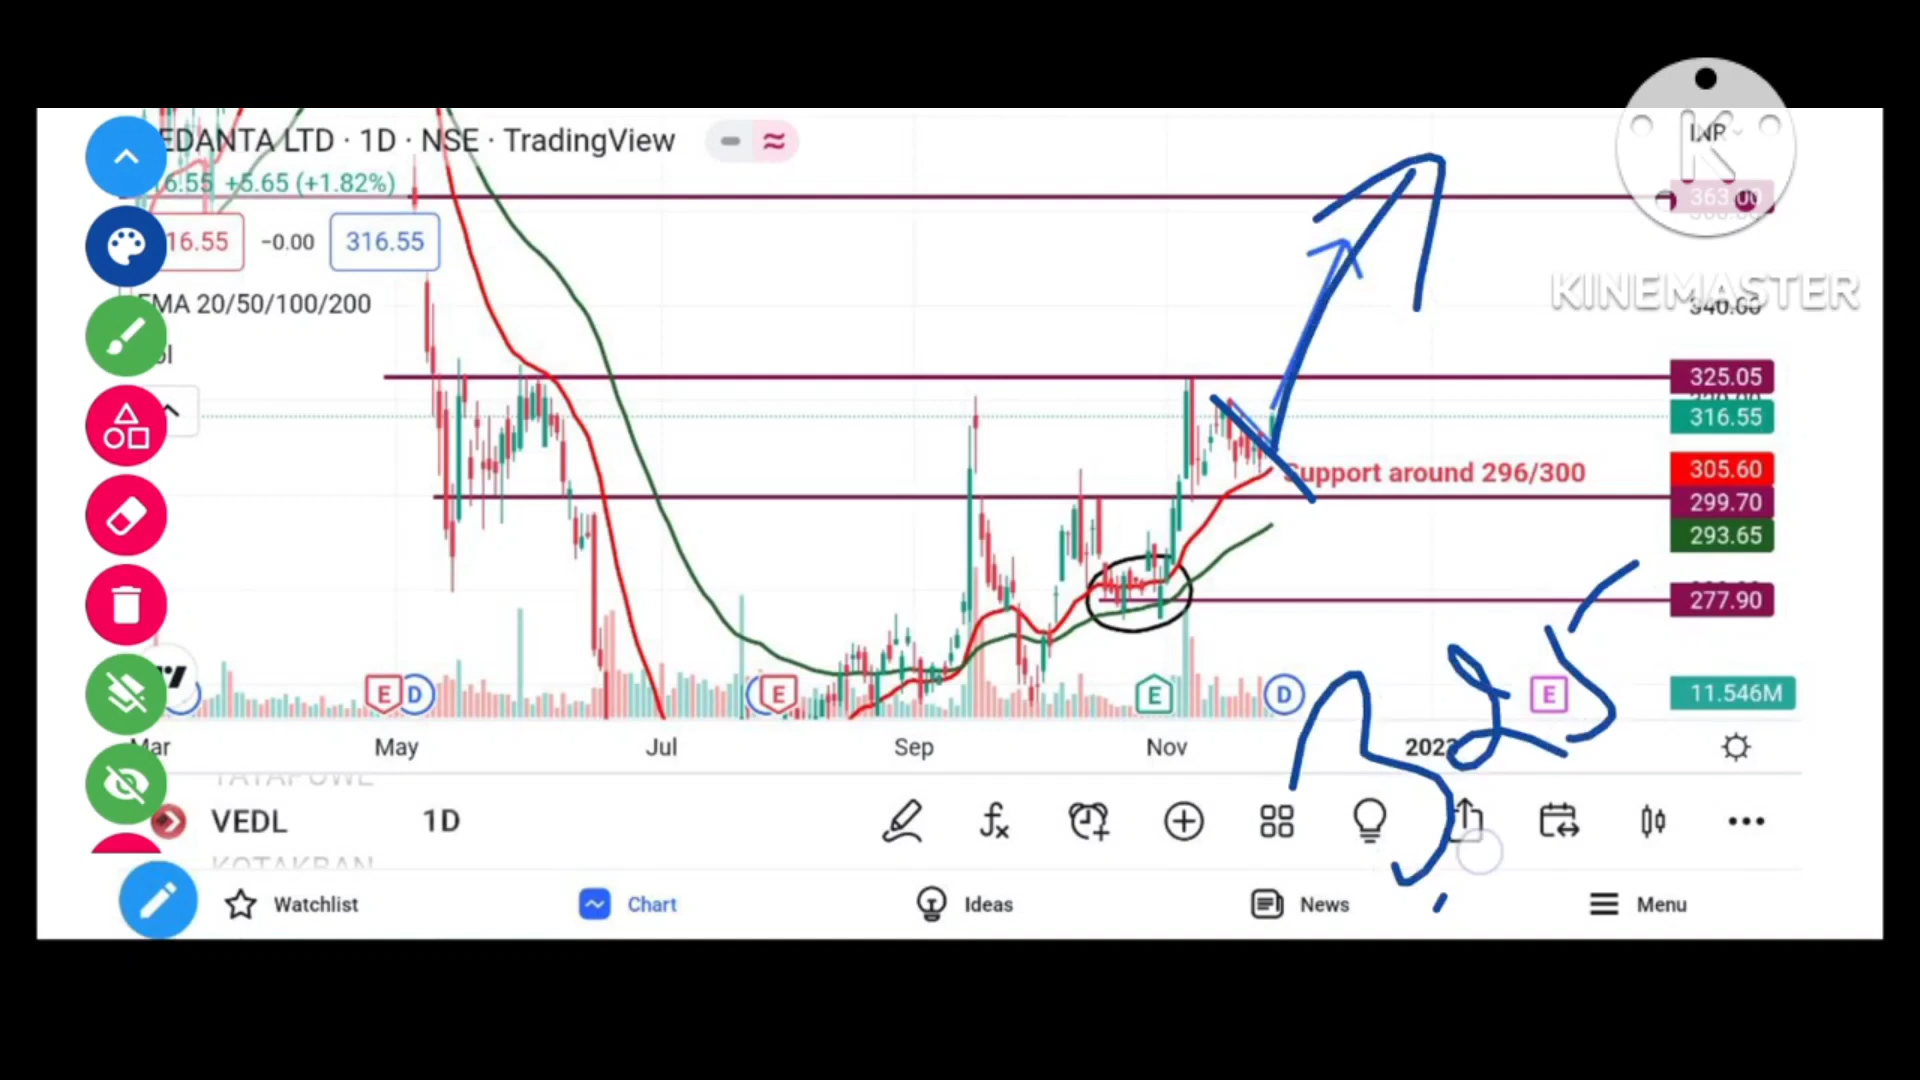 EDANTA LTD · 1D · NSE · TradingView
INR
16.55 +5.65 (+1.82%)
363.00
16.55 −0.00 316.55
KINEMASTER
EMA 20/50/100/200
340.00
325.05
316.55
Support around 296/300
305.60
299.70
293.65
277.90
325
E D E E D E
11.546M
Mar May Jul Sep Nov
TATAPOWE
VEDL 1D
KOTAKBAN
Watchlist Chart Ideas News Menu